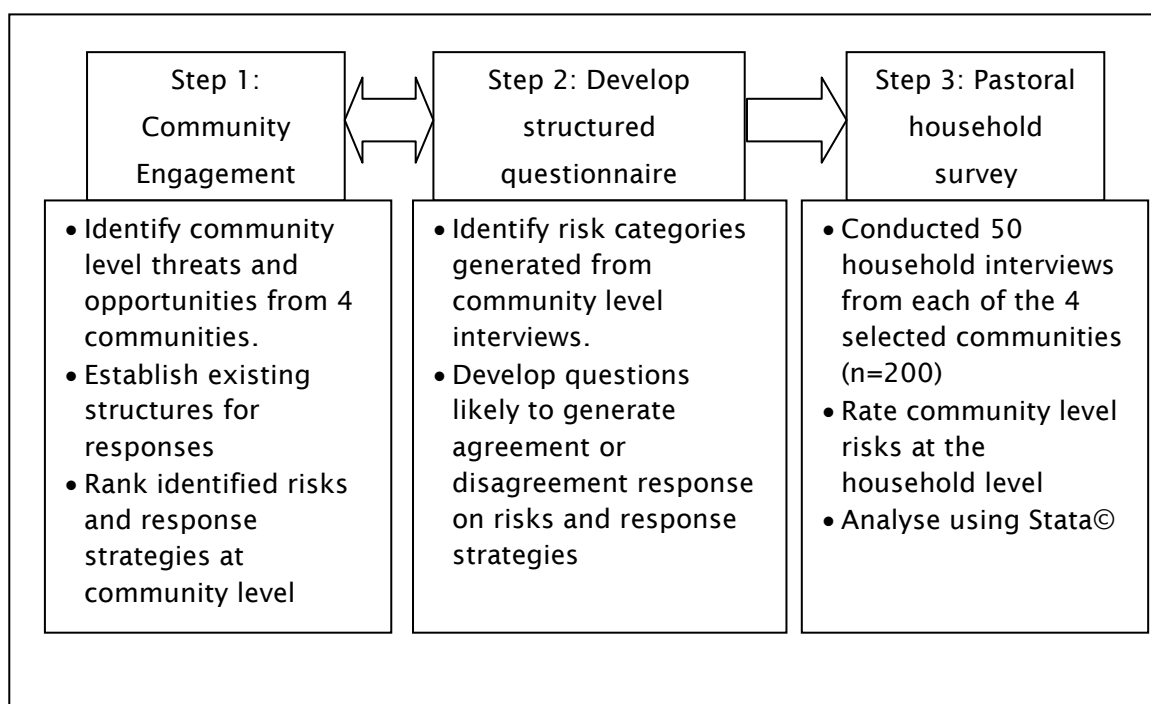 Step 1:
Community
Engagement
• Identify community
level threats and
opportunities from 4
communities.
• Establish existing
structures for
responses
• Rank identified risks
and response
strategies at
community level
Step 2: Develop
structured
questionnaire
• Identify risk categories
generated from
community level
interviews.
• Develop questions
likely to generate
agreement or
disagreement response
on risks and response
strategies
Step 3: Pastoral
household
survey
• Conducted 50
household interviews
from each of the 4
selected communities
(n=200)
• Rate community level
risks at the
household level
• Analyse using Stata©